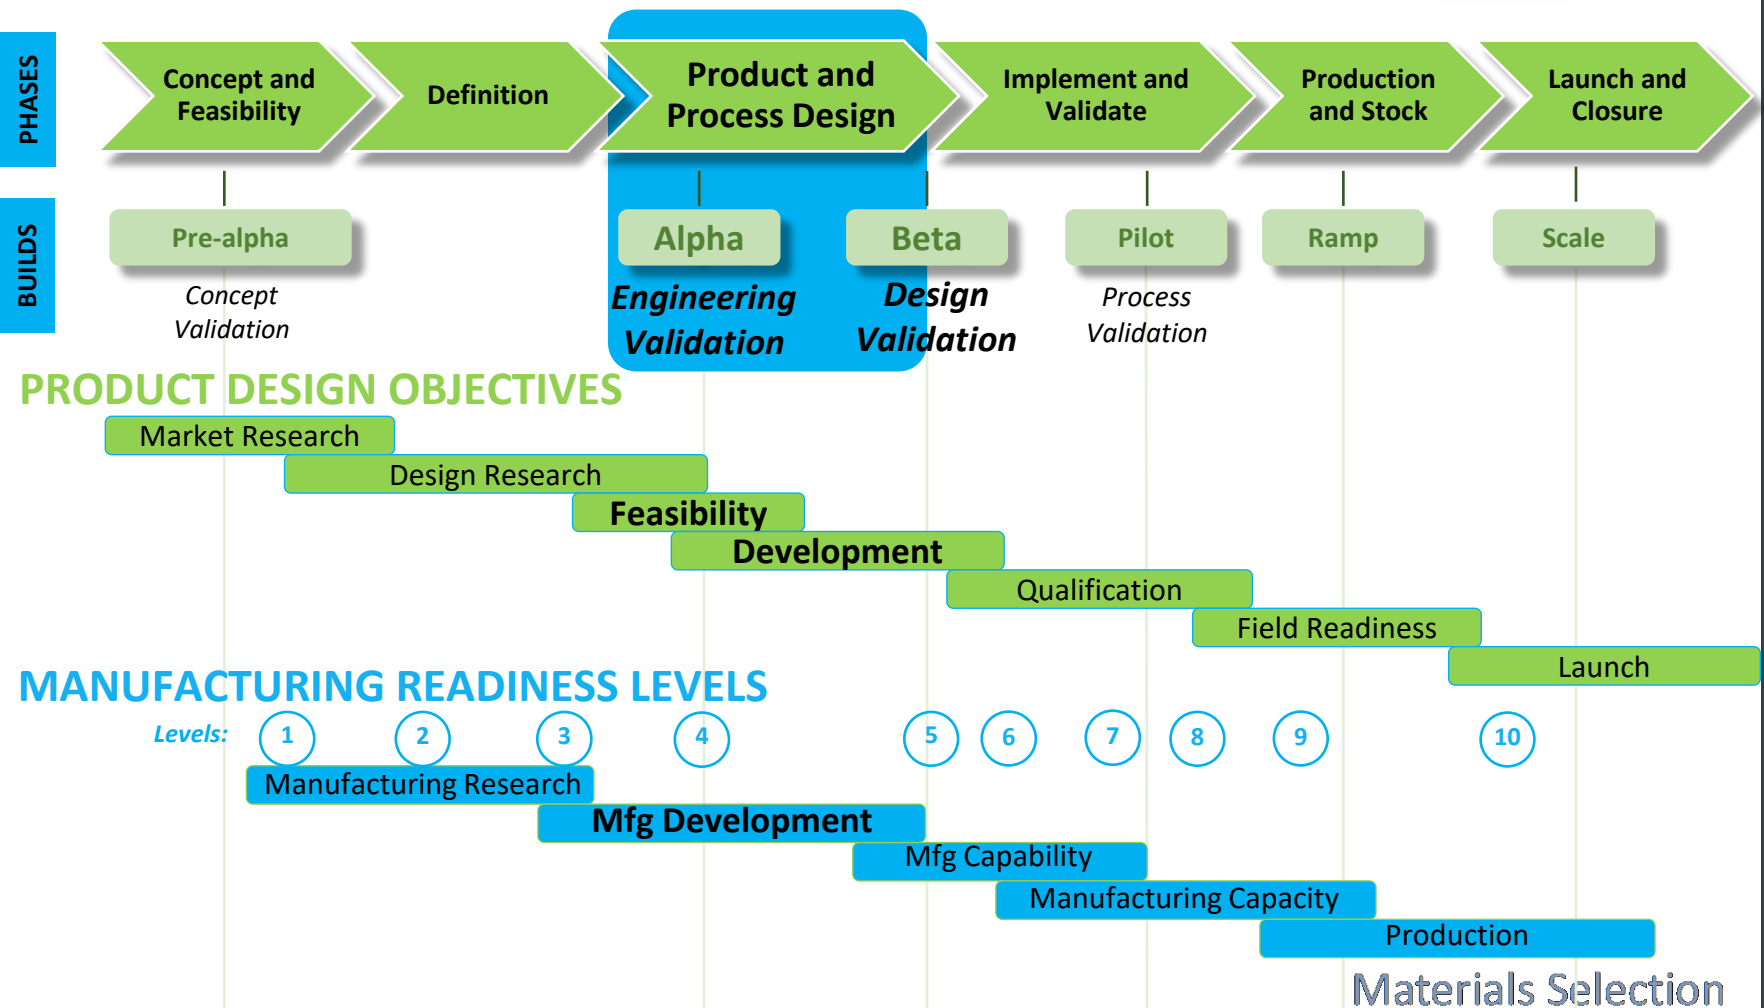 PHASES
Concept and
Feasibility
Definition
Product and
Process Design
Implement and
Validate
Production
and Stock
Launch and
Closure
BUILDS
Pre-alpha
Alpha
Beta
Pilot
Ramp
Scale
Concept
Validation
Engineering
Validation
Design
Validation
Process
Validation
PRODUCT DESIGN OBJECTIVES
Market Research
Design Research
Feasibility
Development
Qualification
Field Readiness
Launch
MANUFACTURING READINESS LEVELS
Levels: 1 2 3 4 5 6 7 8 9 10
Manufacturing Research
Mfg Development
Mfg Capability
Manufacturing Capacity
Production
Materials Selection